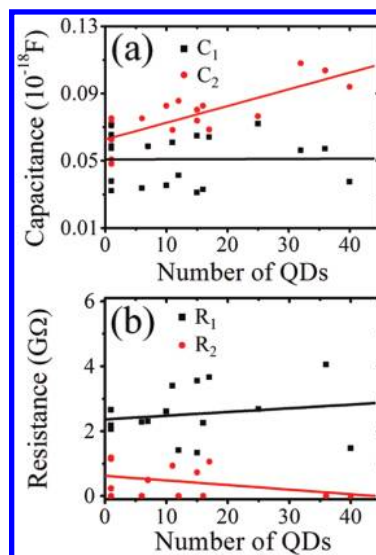 (a)
C₁
C₂
Capacitance (10⁻¹⁸F)
0.13
0.09
0.05
0.01
0 10 20 30 40
Number of QDs
(b)
R₁
R₂
Resistance (GΩ)
6
4
2
0
0 10 20 30 40
Number of QDs